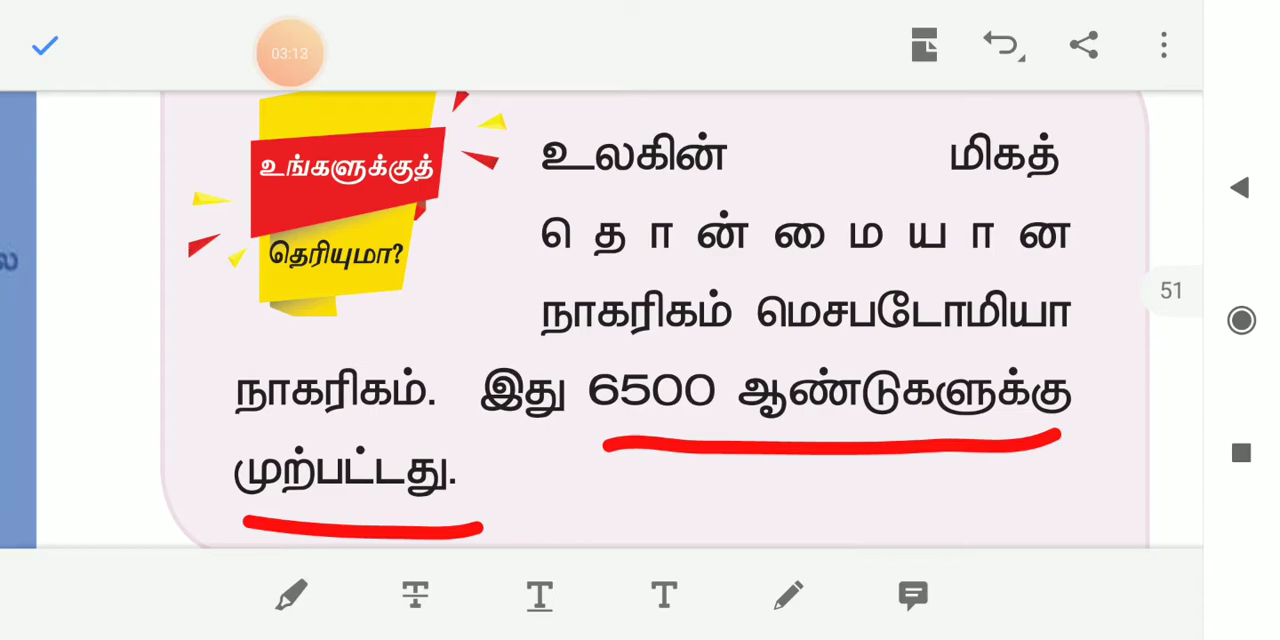 03:13
உங்களுக்குத்
தெரியுமா?
உலகின் மிகத்
தொன்மையான
நாகரிகம் மெசபடோமியா
நாகரிகம். இது 6500 ஆண்டுகளுக்கு
முற்பட்டது.
51